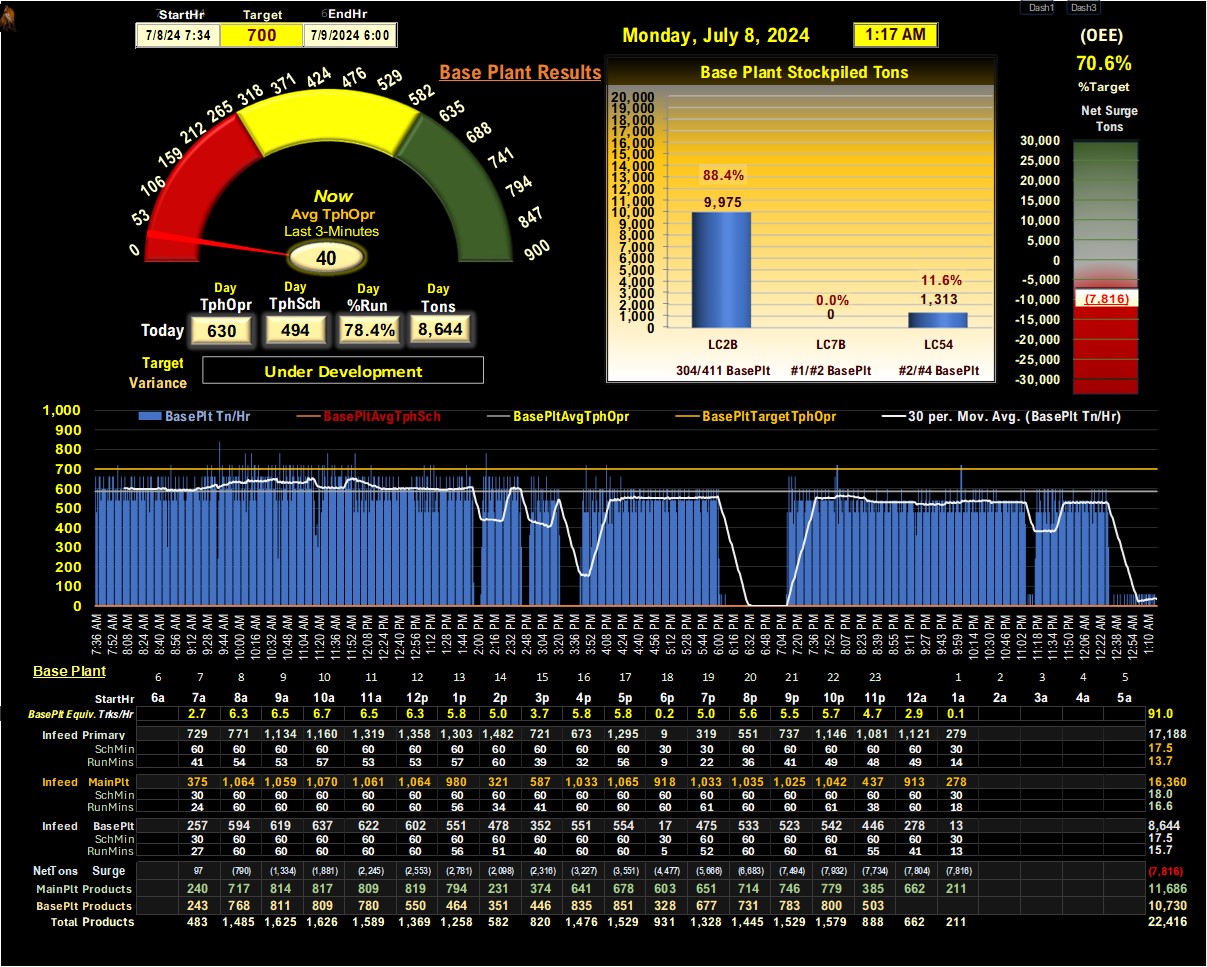 Dash1 Dash3
StartHr Target EndHr
7/8/24 7:34 700 7/9/2024 6:00
Monday, July 8, 2024 1:17 AM
(OEE)
70.6%
%Target
Net Surge
Tons
30,000
25,000
20,000
15,000
10,000
5,000
0
-5,000
-10,000
(7,816)
-15,000
-20,000
-25,000
-30,000
Base Plant Results
0 53 106 159 212 265 318 371 424 476 529 582 635 688 741 794 847 900
Now
Avg TphOpr
Last 3-Minutes
40
Day Day Day Day
TphOpr TphSch %Run Tons
Today 630 494 78.4% 8,644
Target
Variance
Under Development
Base Plant Stockpiled Tons
20,000
19,000
18,000
17,000
16,000
15,000
14,000
13,000
12,000
11,000
10,000
9,000
8,000
7,000
6,000
5,000
4,000
3,000
2,000
1,000
0
88.4%
9,975
0.0%
0
11.6%
1,313
LC2B LC7B LC54
304/411 BasePlt #1/#2 BasePlt #2/#4 BasePlt
BasePlt Tn/Hr BasePltAvgTphSch BasePltAvgTphOpr BasePltTargetTphOpr 30 per. Mov. Avg. (BasePlt Tn/Hr)
1,000
900
800
700
600
500
400
300
200
100
0
7:36 AM 7:52 AM 8:08 AM 8:24 AM 8:40 AM 8:56 AM 9:12 AM 9:28 AM 9:44 AM 10:00 AM 10:16 AM 10:32 AM 10:48 AM 11:04 AM 11:20 AM 11:36 AM 11:52 AM 12:08 PM 12:24 PM 12:40 PM 12:56 PM 1:12 PM 1:28 PM 1:44 PM 2:00 PM 2:16 PM 2:32 PM 2:48 PM 3:04 PM 3:20 PM 3:36 PM 3:52 PM 4:08 PM 4:24 PM 4:40 PM 4:56 PM 5:12 PM 5:28 PM 5:44 PM 6:00 PM 6:16 PM 6:32 PM 6:48 PM 7:04 PM 7:20 PM 7:36 PM 7:52 PM 8:07 PM 8:23 PM 8:39 PM 8:55 PM 9:11 PM 9:27 PM 9:43 PM 9:59 PM 10:14 PM 10:30 PM 10:46 PM 11:02 PM 11:18 PM 11:34 PM 11:50 PM 12:06 AM 12:22 AM 12:38 AM 12:54 AM 1:10 AM
Base Plant
6 7 8 9 10 11 12 13 14 15 16 17 18 19 20 21 22 23 1 2 3 4 5
StartHr 6a 7a 8a 9a 10a 11a 12p 1p 2p 3p 4p 5p 6p 7p 8p 9p 10p 11p 12a 1a 2a 3a 4a 5a
BasePlt Equiv. Trks/Hr 2.7 6.3 6.5 6.7 6.5 6.3 5.8 5.0 3.7 5.8 5.8 0.2 5.0 5.6 5.5 5.7 4.7 2.9 0.1 91.0
Infeed Primary 729 771 1,134 1,160 1,319 1,358 1,303 1,482 721 673 1,295 9 319 551 737 1,146 1,081 1,121 279 17,188
SchMin 60 60 60 60 60 60 60 60 60 60 60 30 30 60 60 60 60 60 30 17.5
RunMins 41 54 53 57 53 53 57 60 39 32 56 9 22 36 41 49 48 49 14 13.7
Infeed MainPlt 375 1,064 1,059 1,070 1,061 1,064 980 321 587 1,033 1,065 918 1,033 1,035 1,025 1,042 437 913 278 16,360
SchMin 30 60 60 60 60 60 60 60 60 60 60 60 60 60 60 60 60 60 30 18.0
RunMins 24 60 60 60 60 60 56 34 41 60 60 60 61 60 60 61 38 60 18 16.6
Infeed BasePlt 257 594 619 637 622 602 551 478 352 551 554 17 475 533 523 542 446 278 13 8,644
SchMin 30 60 60 60 60 60 60 60 60 60 60 30 60 60 60 60 60 60 30 17.5
RunMins 27 60 60 60 60 60 56 51 40 60 60 5 52 60 60 61 55 41 13 15.7
NetTons Surge 97 (790) (1,334) (1,881) (2,245) (2,553) (2,781) (2,098) (2,316) (3,227) (3,551) (4,477) (5,666) (6,683) (7,494) (7,932) (7,734) (7,804) (7,816) (7,816)
MainPlt Products 240 717 814 817 809 819 794 231 374 641 678 603 651 714 746 779 385 662 211 11,686
BasePlt Products 243 768 811 809 780 550 464 351 446 835 851 328 677 731 783 800 503 10,730
Total Products 483 1,485 1,625 1,626 1,589 1,369 1,258 582 820 1,476 1,529 931 1,328 1,445 1,529 1,579 888 662 211 22,416